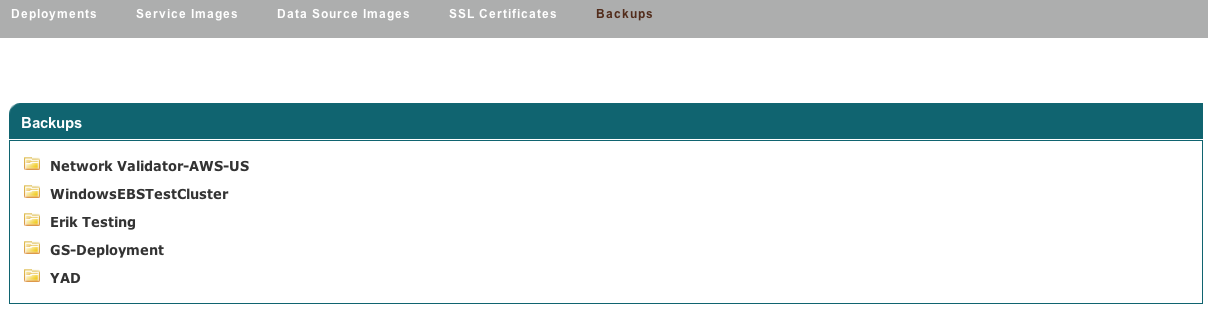 Deployments Service Images Data Source Images SSL Certificates Backups
Backups
Network Validator-AWS-US
WindowsEBSTestCluster
Erik Testing
GS-Deployment
YAD